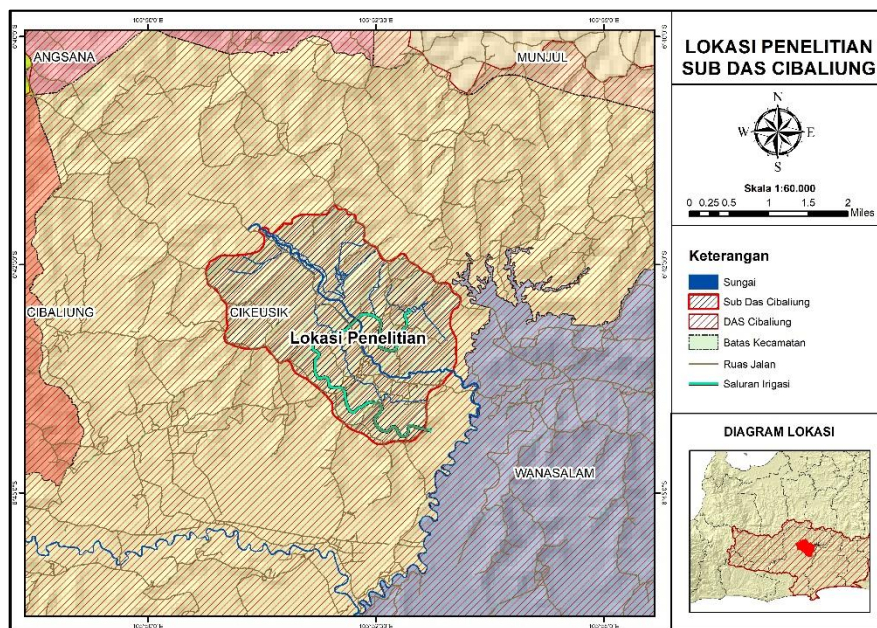 LOKASI PENELITIAN
SUB DAS CIBALIUNG
N
W E
S
Skala 1:60.000
0 0.25 0.5 1 1.5 2
Miles
Keterangan
Sungai
Sub Das Cibaliung
DAS Cibaliung
Batas Kecamatan
Ruas Jalan
Saluran Irigasi
DIAGRAM LOKASI
ANGSANA
MUNJUL
CIBALIUNG
CIKEUSIK
Lokasi Penelitian
WANASALAM